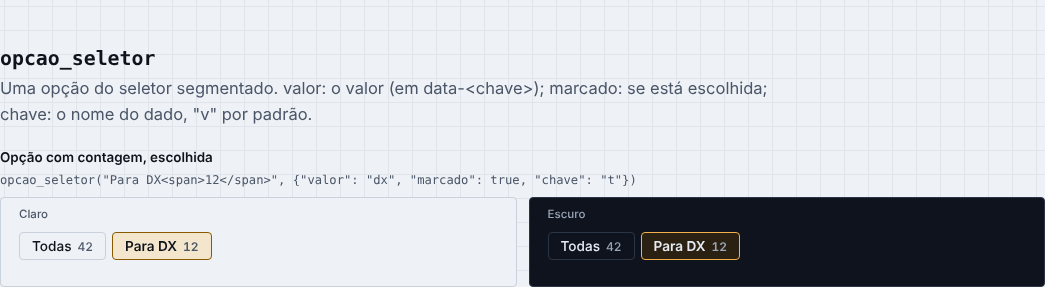 opcao_seletor
Uma opção do seletor segmentado. valor: o valor (em data-<chave>); marcado: se está escolhida;
chave: o nome do dado, "v" por padrão.
Opção com contagem, escolhida
opcao_seletor("Para DX<span>12</span>", {"valor": "dx", "marcado": true, "chave": "t"})
Claro
Todas 42 Para DX 12
Escuro
Todas 42 Para DX 12